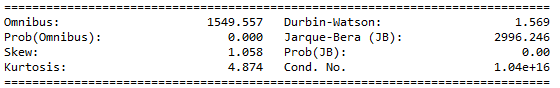 ==============================================================================
Omnibus:                     1549.557   Durbin-Watson:                   1.569
Prob(Omnibus):                  0.000   Jarque-Bera (JB):             2996.246
Skew:                           1.058   Prob(JB):                         0.00
Kurtosis:                       4.874   Cond. No.                     1.04e+16
==============================================================================